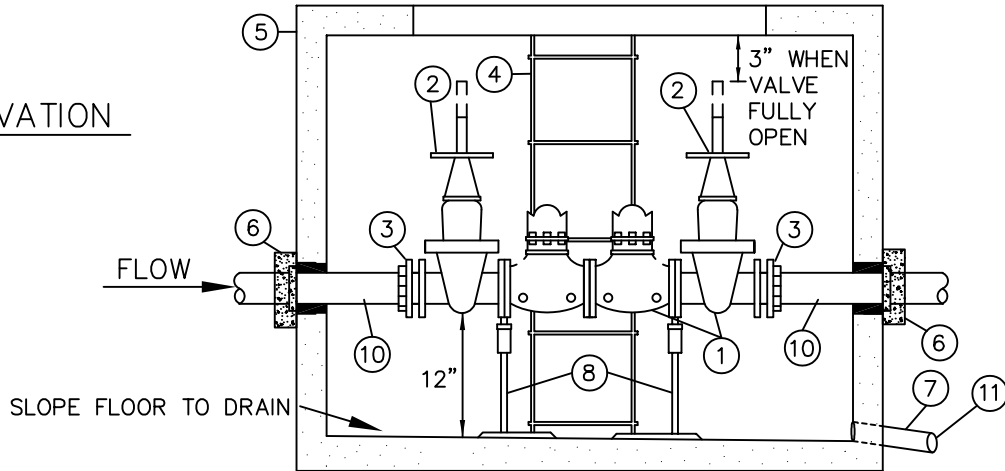 5
4
3” WHEN
VALVE
FULLY
OPEN
2
2
VATION
6
3
3
FLOW
10
1
10
6
12”
8
7
11
SLOPE FLOOR TO DRAIN